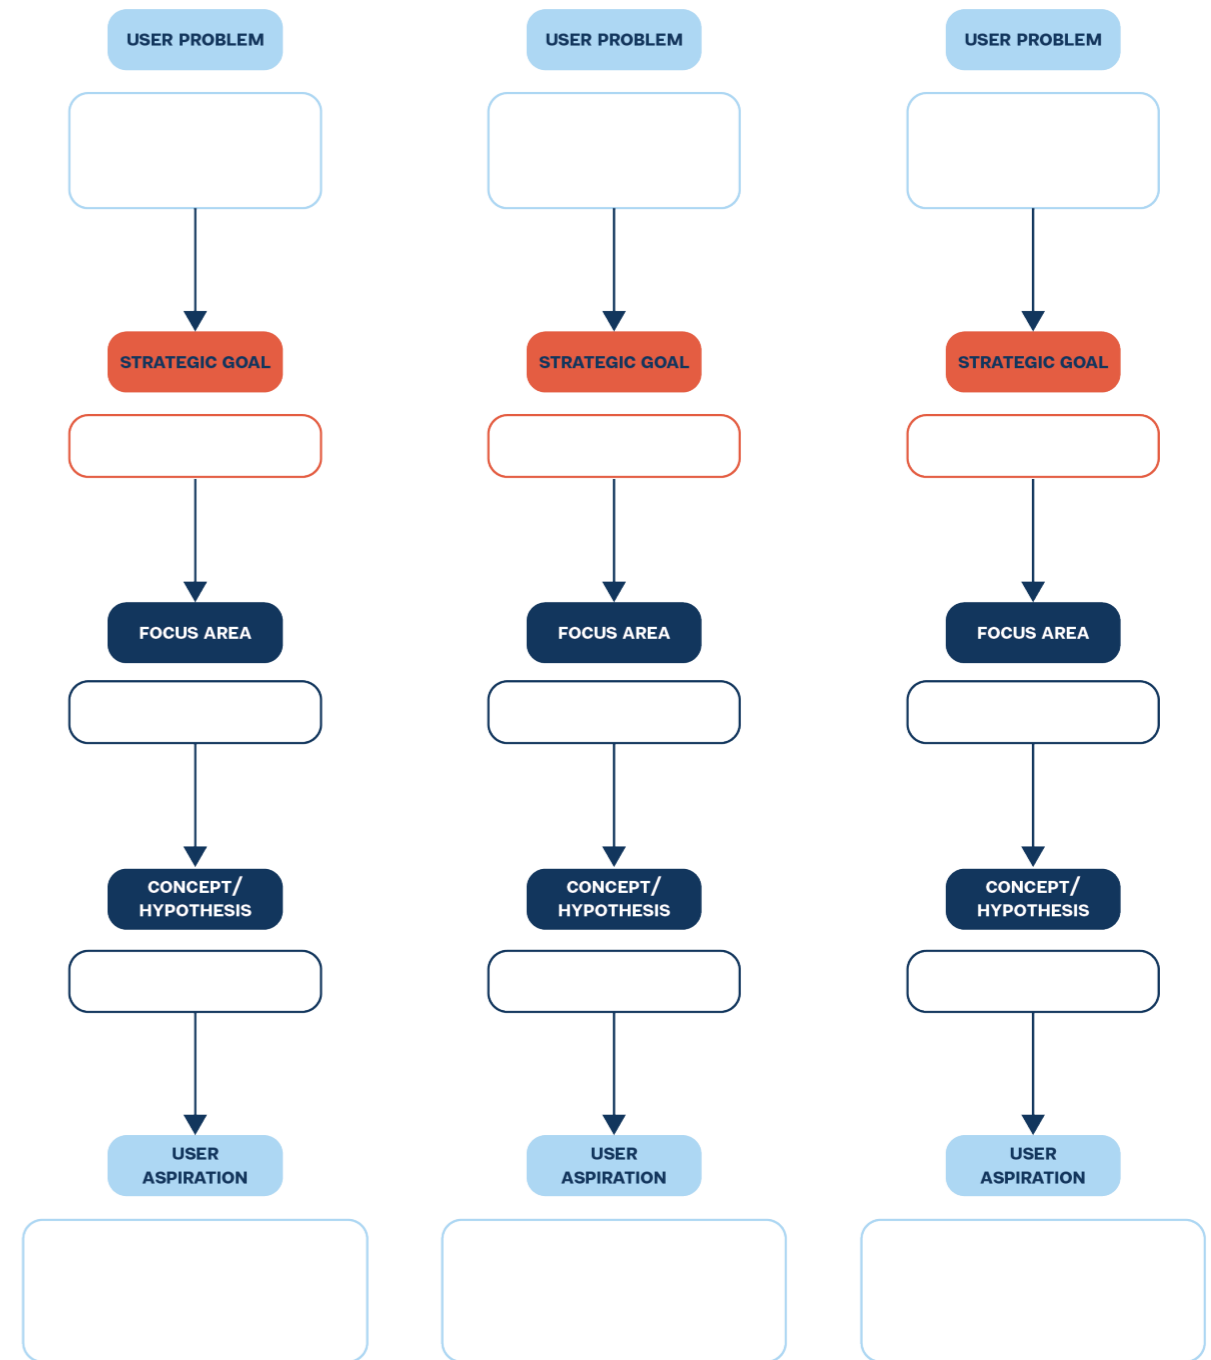 USER PROBLEM
USER PROBLEM
USER PROBLEM
STRATEGIC GOAL
STRATEGIC GOAL
STRATEGIC GOAL
FOCUS AREA
FOCUS AREA
FOCUS AREA
CONCEPT/
HYPOTHESIS
CONCEPT/
HYPOTHESIS
CONCEPT/
HYPOTHESIS
USER
ASPIRATION
USER
ASPIRATION
USER
ASPIRATION